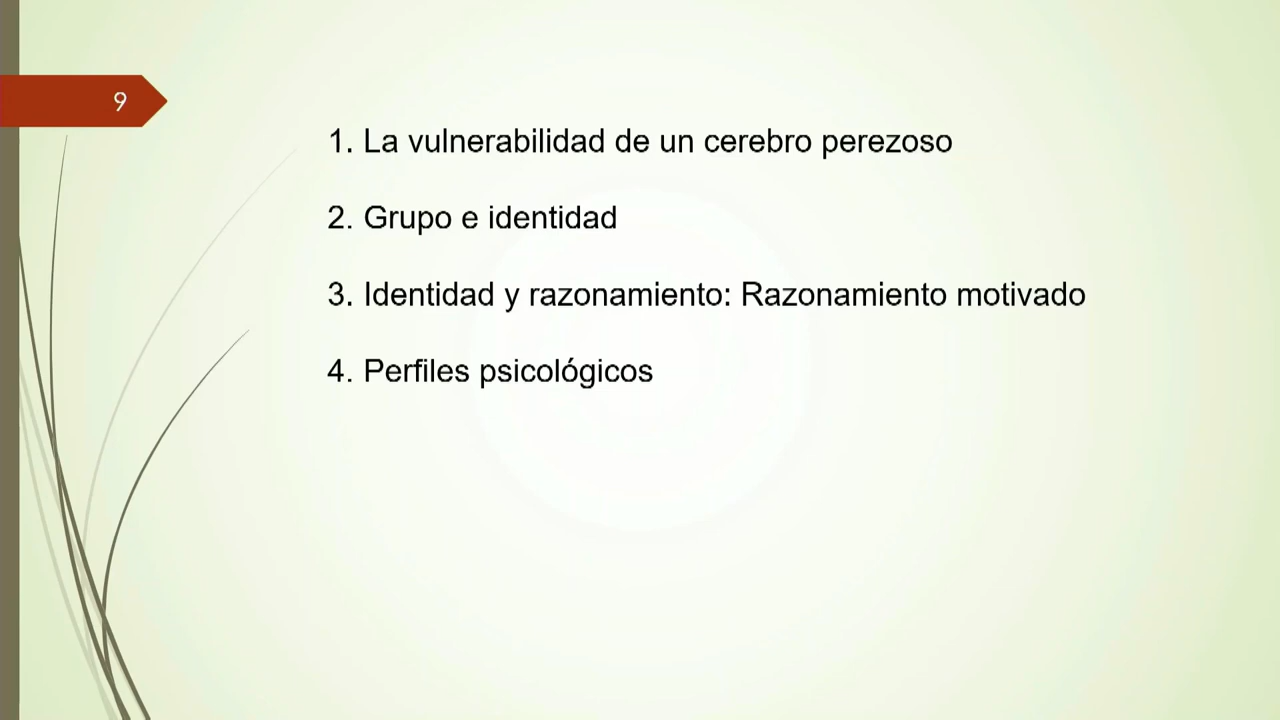 9
1. La vulnerabilidad de un cerebro perezoso
2. Grupo e identidad
3. Identidad y razonamiento: Razonamiento motivado
4. Perfiles psicológicos